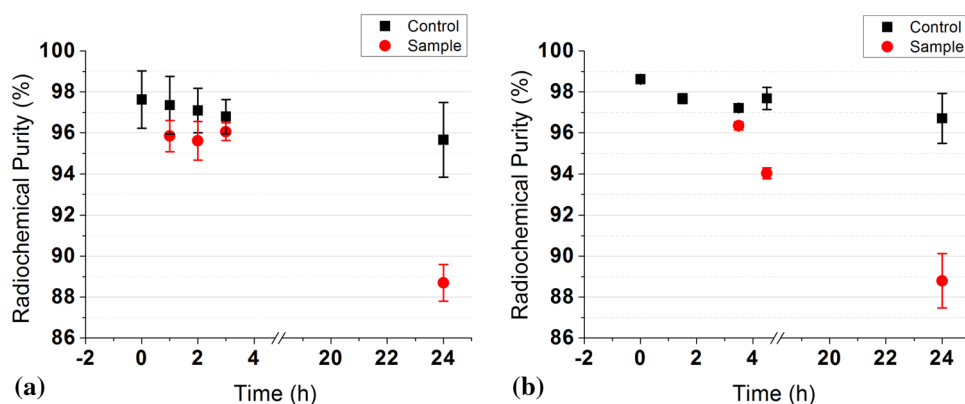 Control
Sample
Radiochemical Purity (%)
100
98
96
94
92
90
88
86
-2 0 2 4 20 22 24
Time (h)
(a)
Control
Sample
Radiochemical Purity (%)
100
98
96
94
92
90
88
86
-2 0 2 4 20 22 24
Time (h)
(b)